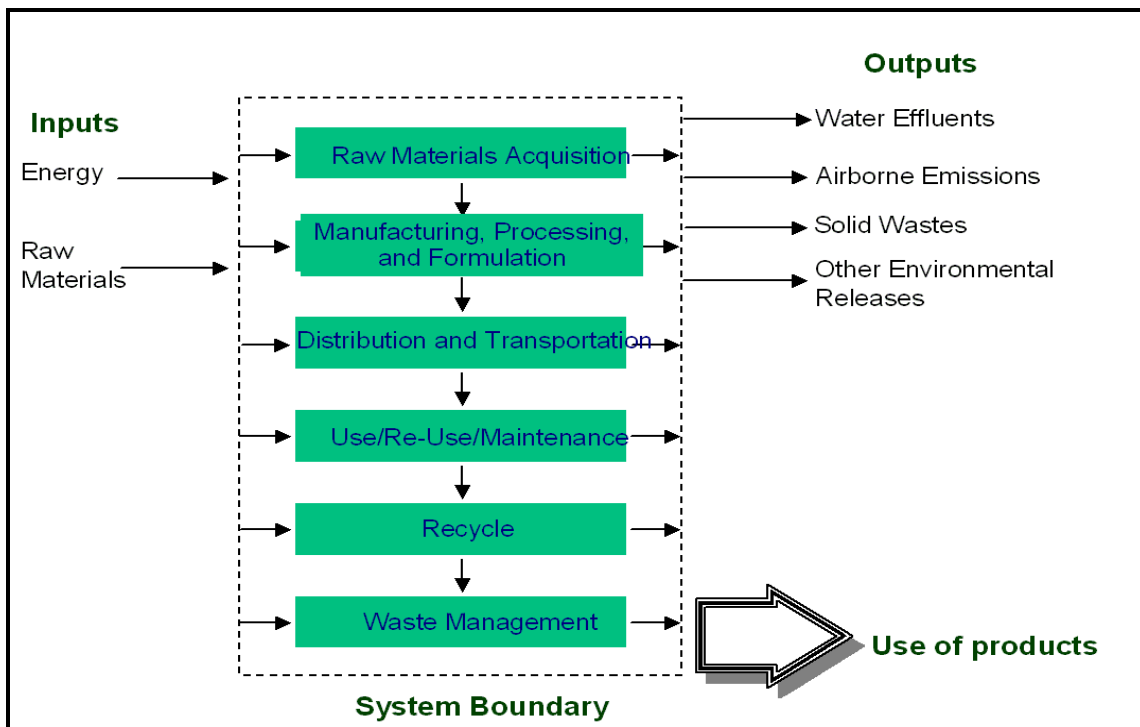 Outputs
Inputs
Water Effluents
Energy
Raw Materials Acquisition
Airborne Emissions
Raw
Materials
Manufacturing, Processing,
and Formulation
Solid Wastes
Other Environmental
Releases
Distribution and Transportation
Use/Re-Use/Maintenance
Recycle
Waste Management
Use of products
System Boundary